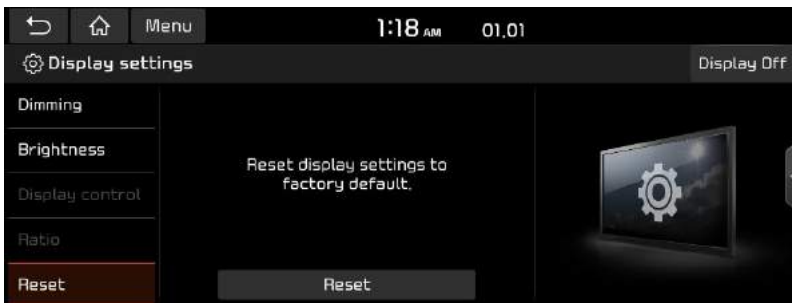 Menu
1:18 AM 01.01
Display settings
Display Off
Dimming
Brightness
Display control
Ratio
Reset
Reset display settings to
factory default.
Reset